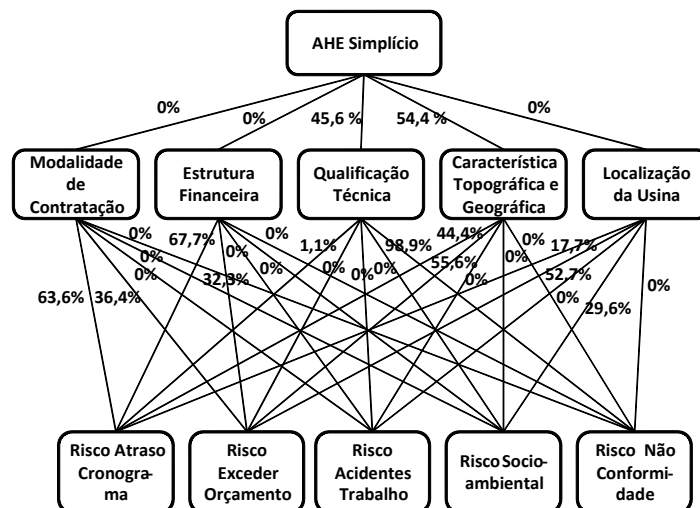 AHE Simplício
0%
0%
45,6 %
54,4 %
0%
Modalidade
de
Contratação
Estrutura
Financeira
Qualificação
Técnica
Característica
Topográfica e
Geográfica
Localização
da Usina
0%
67,7%
0%
1,1%
98,9%
44,4%
0%
17,7%
0%
0%
0%
32,3%
0%
0%
0%
0%
55,6%
0%
0%
52,7%
0%
63,6%
36,4%
0%
29,6%
Risco Atraso
Cronogra-
ma
Risco
Exceder
Orçamento
Risco
Acidentes
Trabalho
Risco Socio-
ambiental
Risco Não
Conformi-
dade